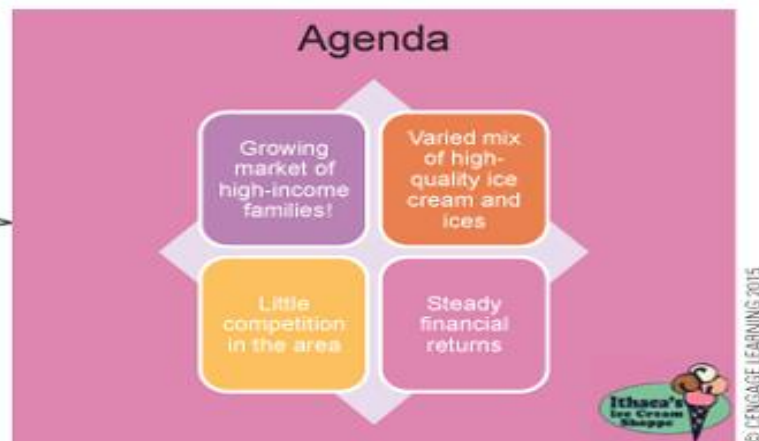 Agenda
Growing
market of
high-income
families!
Varied mix
of high-
quality ice
cream and
ices
Little
competition
in the area
Steady
financial
returns
Ithaca's
Ice Cream
Shoppe
© CENGAGE LEARNING 2015